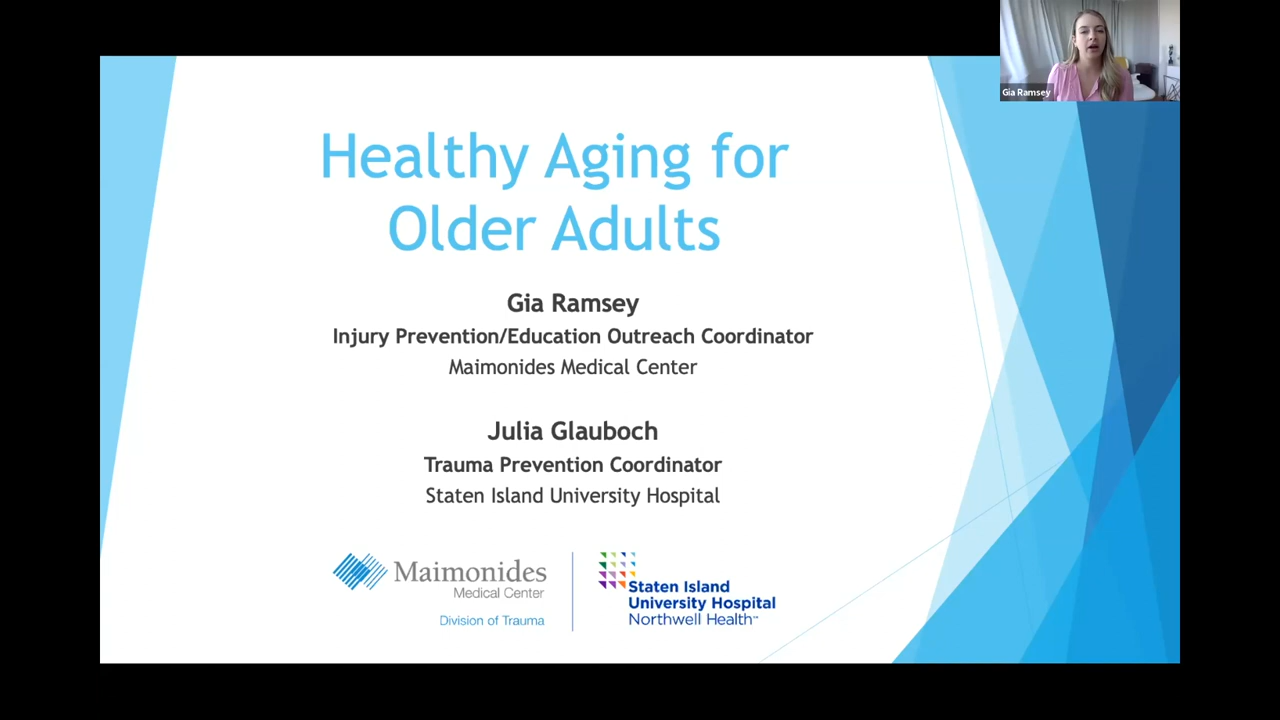 Gia Ramsey
Healthy Aging for
Older Adults
Gia Ramsey
Injury Prevention/Education Outreach Coordinator
Maimonides Medical Center
Julia Glauboch
Trauma Prevention Coordinator
Staten Island University Hospital
Maimonides
Medical Center
Division of Trauma
Staten Island
University Hospital
Northwell Health™